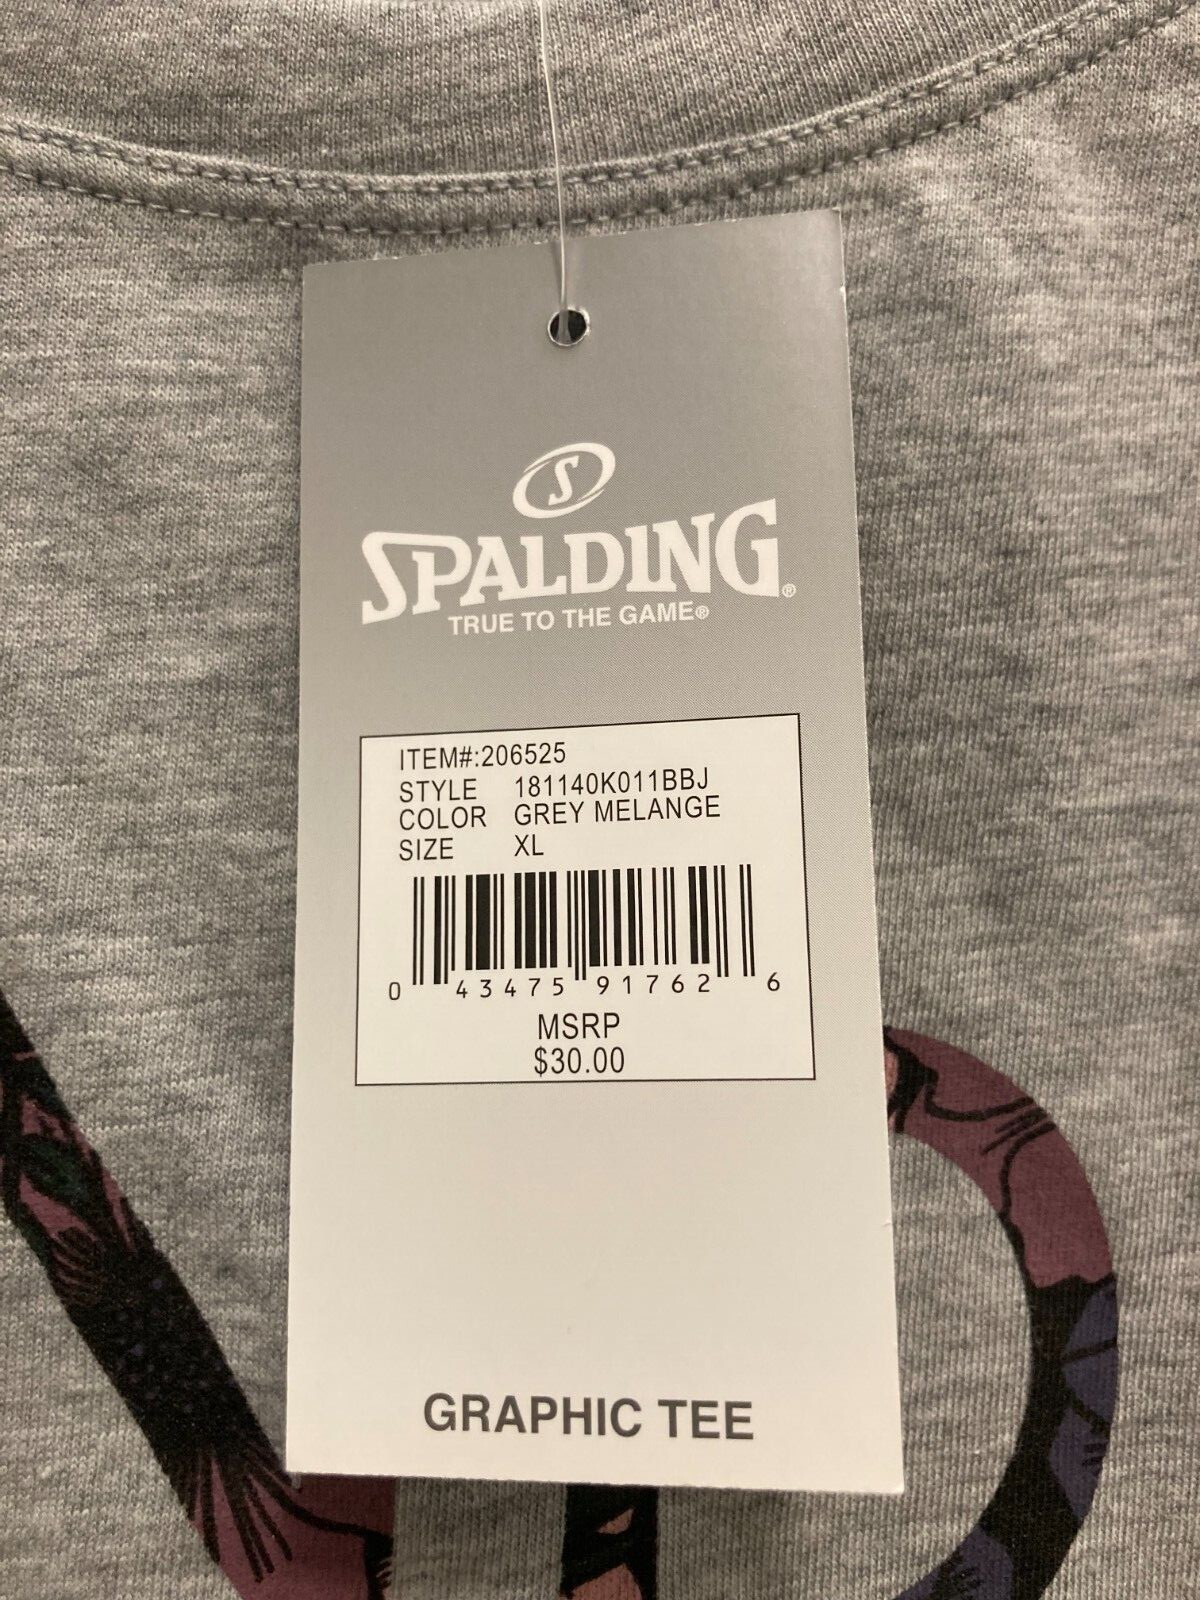 S
SPALDING®
TRUE TO THE GAME®
ITEM#:206525
STYLE 181140K011BBJ
COLOR GREY MELANGE
SIZE XL
0 43475 91762 6
MSRP
$30.00
GRAPHIC TEE